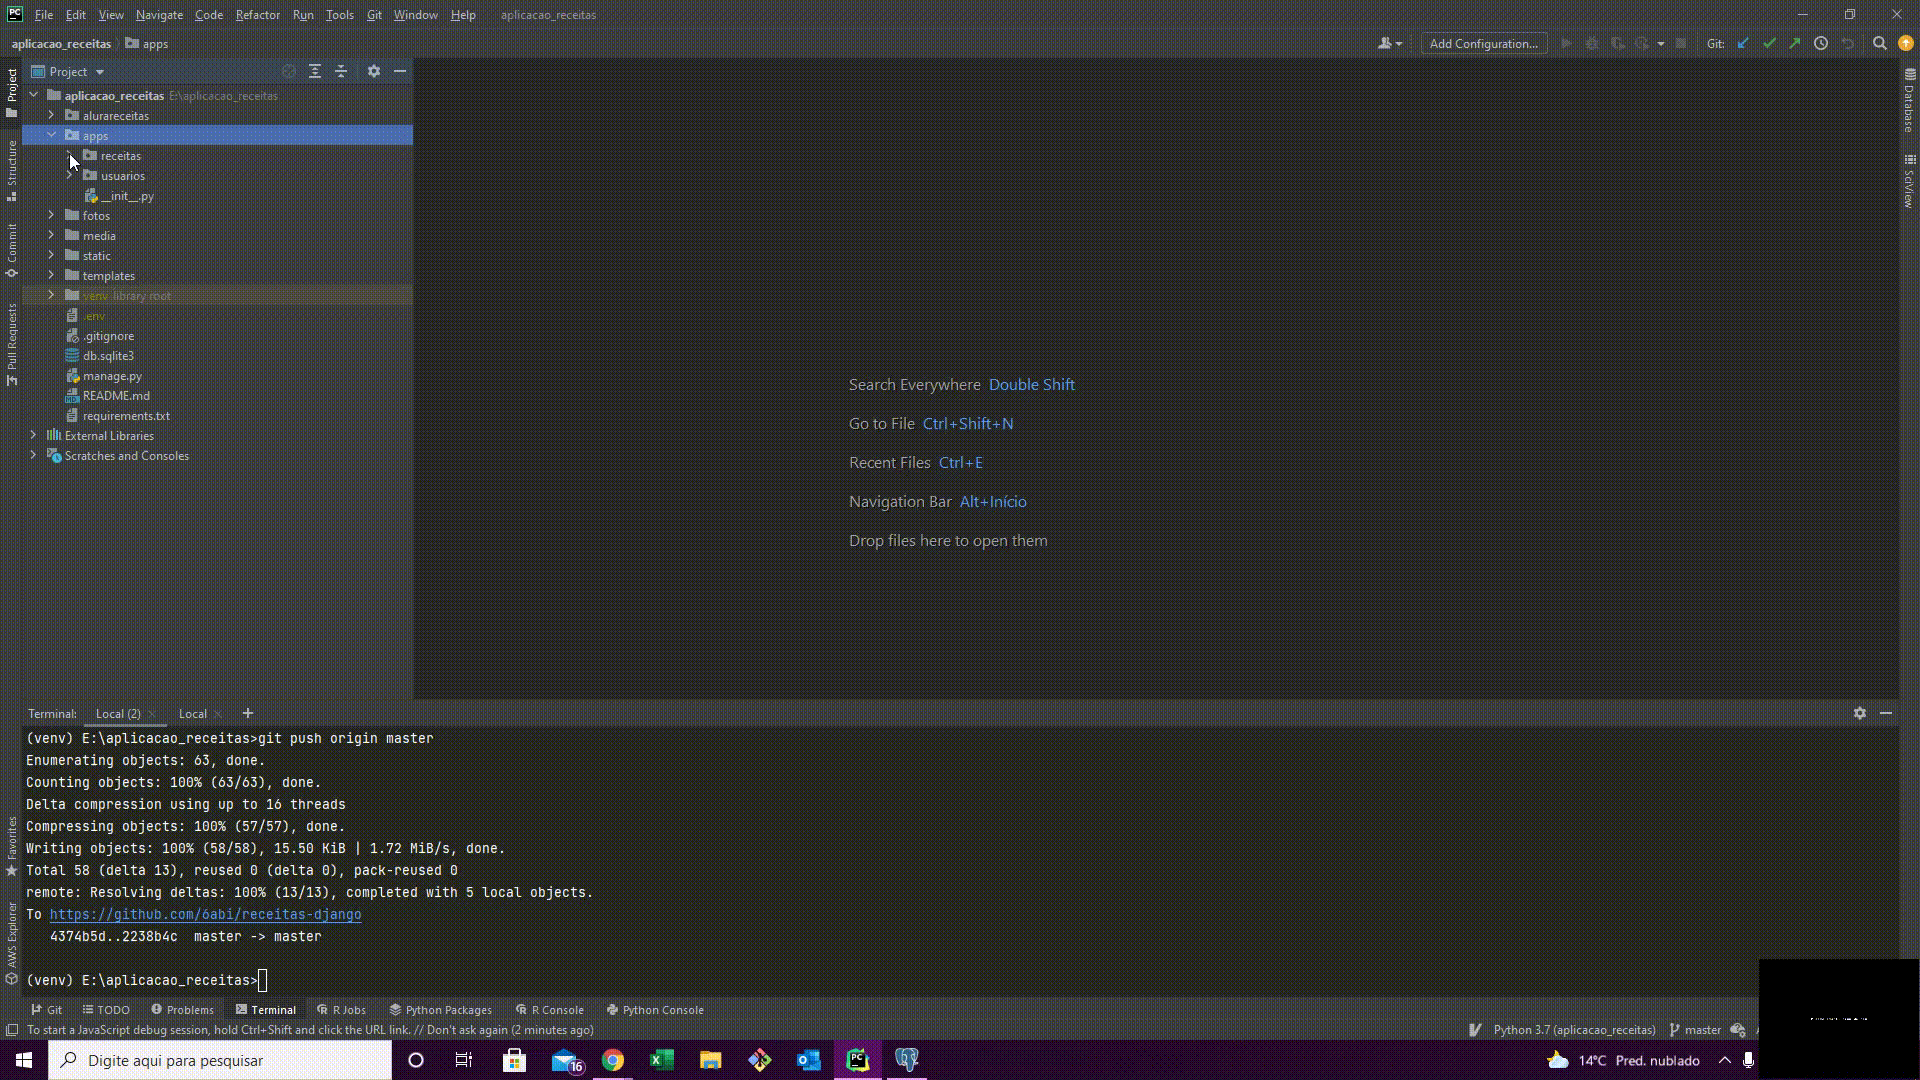 PC File Edit View Navigate Code Refactor Run Tools Git Window Help aplicacao_receitas
aplicacao_receitas apps Add Configuration... Git:
Project
aplicacao_receitas E:\aplicacao_receitas
alurareceitas
apps
receitas
usuarios
__init__.py
fotos
media
static
templates
venv library root
.env
.gitignore
db.sqlite3
manage.py
README.md
requirements.txt
External Libraries
Scratches and Consoles
Project
Structure
Commit
Pull Requests
Favorites
AWS Explorer
Database
SciView
Search Everywhere Double Shift
Go to File Ctrl+Shift+N
Recent Files Ctrl+E
Navigation Bar Alt+Início
Drop files here to open them
Terminal: Local (2) Local
(venv) E:\aplicacao_receitas>git push origin master
Enumerating objects: 63, done.
Counting objects: 100% (63/63), done.
Delta compression using up to 16 threads
Compressing objects: 100% (57/57), done.
Writing objects: 100% (58/58), 15.50 KiB | 1.72 MiB/s, done.
Total 58 (delta 13), reused 0 (delta 0), pack-reused 0
remote: Resolving deltas: 100% (13/13), completed with 5 local objects.
To https://github.com/6abi/receitas-django
4374b5d..2238b4c master -> master
(venv) E:\aplicacao_receitas>
Git TODO Problems Terminal R Jobs Python Packages R Console Python Console
To start a JavaScript debug session, hold Ctrl+Shift and click the URL link. // Don't ask again (2 minutes ago) Python 3.7 (aplicacao_receitas) master
Digite aqui para pesquisar 16 PC 14°C Pred. nublado